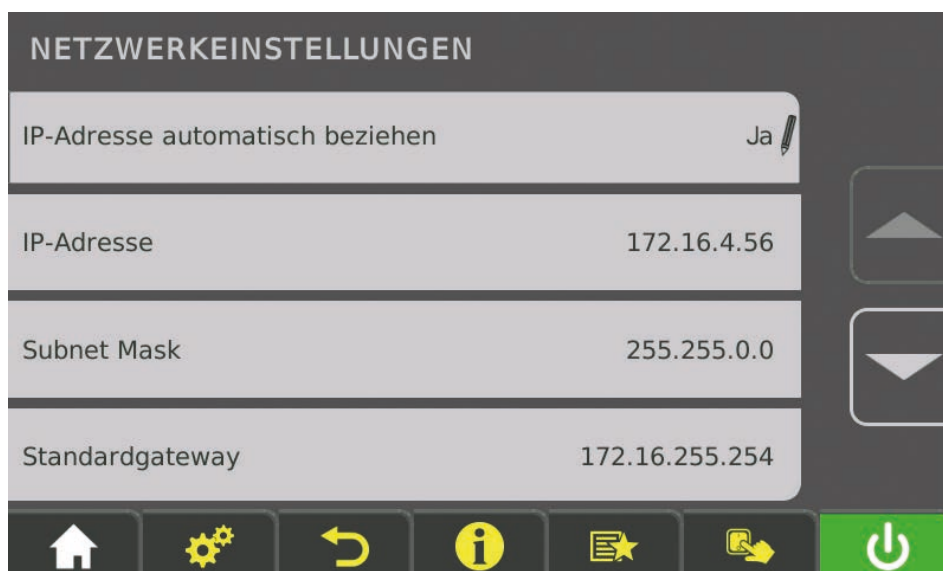 NETZWERKEINSTELLUNGEN
IP-Adresse automatisch beziehen Ja
IP-Adresse 172.16.4.56
Subnet Mask 255.255.0.0
Standardgateway 172.16.255.254